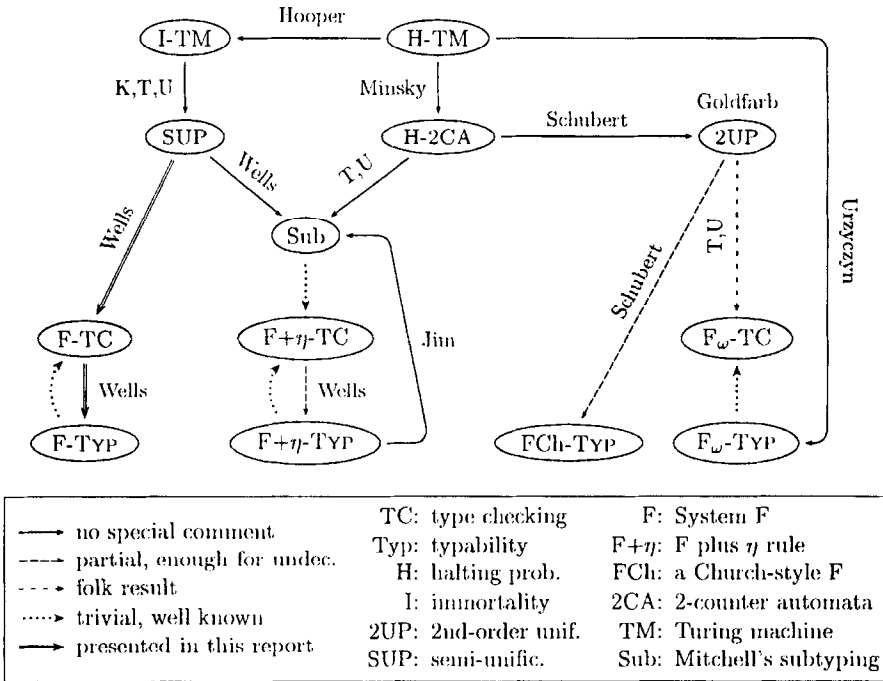 Hooper
I-TM
H-TM
K,T,U
Minsky
Goldfarb
Schubert
SUP
H-2CA
2UP
Wells
T,U
Urzyczyn
Wells
Sub
T,U
Schubert
F-TC
F+η-TC
Jim
Fω-TC
Wells
Wells
F-TYP
F+η-TYP
FCh-TYP
Fω-TYP
no special comment
partial, enough for undec.
folk result
trivial, well known
presented in this report
TC: type checking
Typ: typability
H: halting prob.
I: immortality
2UP: 2nd-order unif.
SUP: semi-unific.
F: System F
F+η: F plus η rule
FCh: a Church-style F
2CA: 2-counter automata
TM: Turing machine
Sub: Mitchell's subtyping